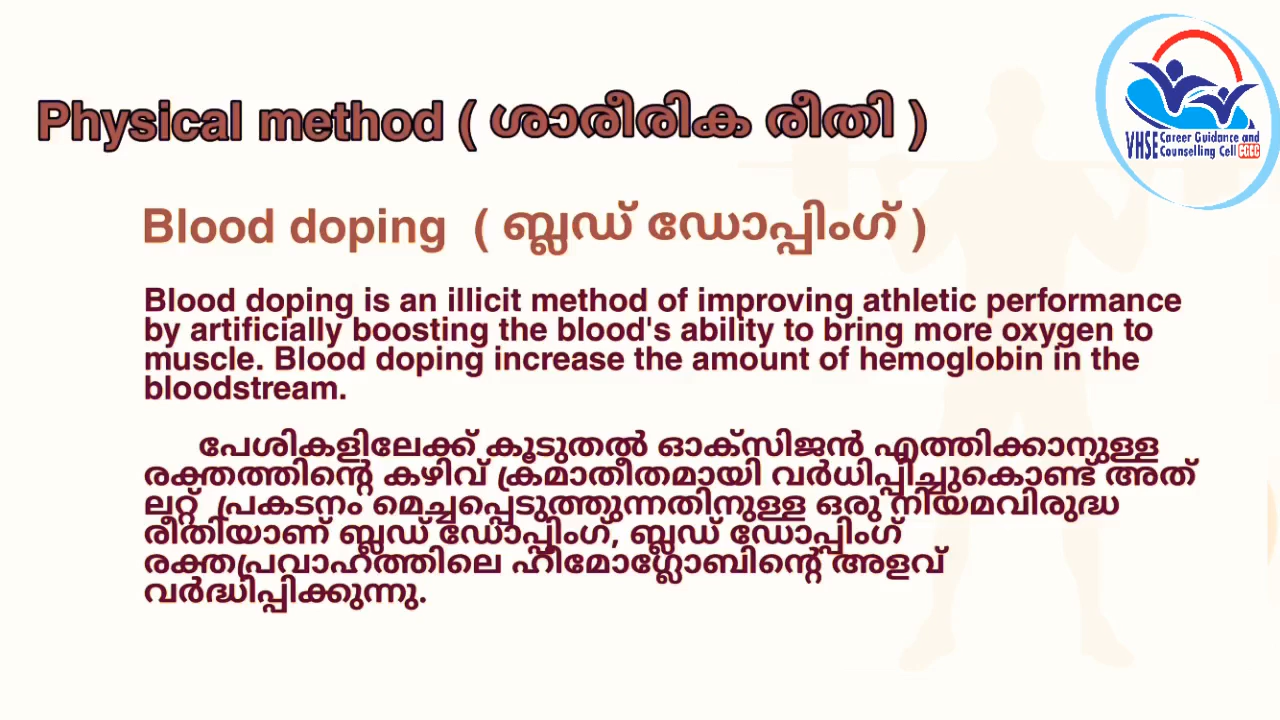 Physical method ( ശാരീരിക രീതി )
VHSE Career Guidance and
Counselling Cell CGCC
Blood doping ( ബ്ലഡ് ഡോപ്പിംഗ് )
Blood doping is an illicit method of improving athletic performance
by artificially boosting the blood's ability to bring more oxygen to
muscle. Blood doping increase the amount of hemoglobin in the
bloodstream.
പേശികളിലേക്ക് കൂടുതൽ ഓക്സിജൻ എത്തിക്കാനുള്ള
രക്തത്തിന്റെ കഴിവ് ക്രമാതീതമായി വർധിപ്പിച്ചുകൊണ്ട് അത്
ലറ്റ് പ്രകടനം മെച്ചപ്പെടുത്തുന്നതിനുള്ള ഒരു നിയമവിരുദ്ധ
രീതിയാണ് ബ്ലഡ് ഡോപ്പിംഗ്, ബ്ലഡ് ഡോപ്പിംഗ്
രക്തപ്രവാഹത്തിലെ ഹീമോഗ്ലോബിന്റെ അളവ്
വർദ്ധിപ്പിക്കുന്നു.